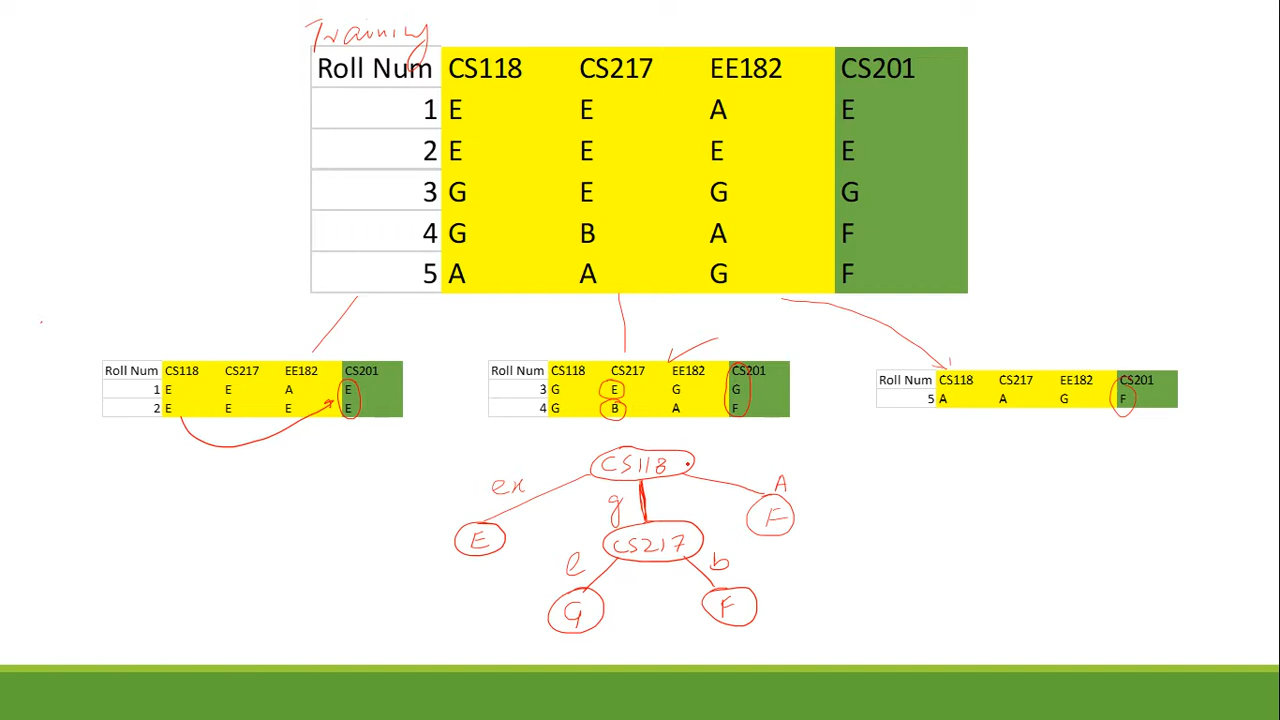 Training
Roll Num CS118 CS217 EE182 CS201
1 E E A E
2 E E E E
3 G E G G
4 G B A F
5 A A G F
Roll Num CS118 CS217 EE182 CS201
1 E E A E
2 E E E E
Roll Num CS118 CS217 EE182 CS201
3 G E G G
4 G B A F
Roll Num CS118 CS217 EE182 CS201
5 A A G F
CS118
ex g A
E CS217 F
e b
G F